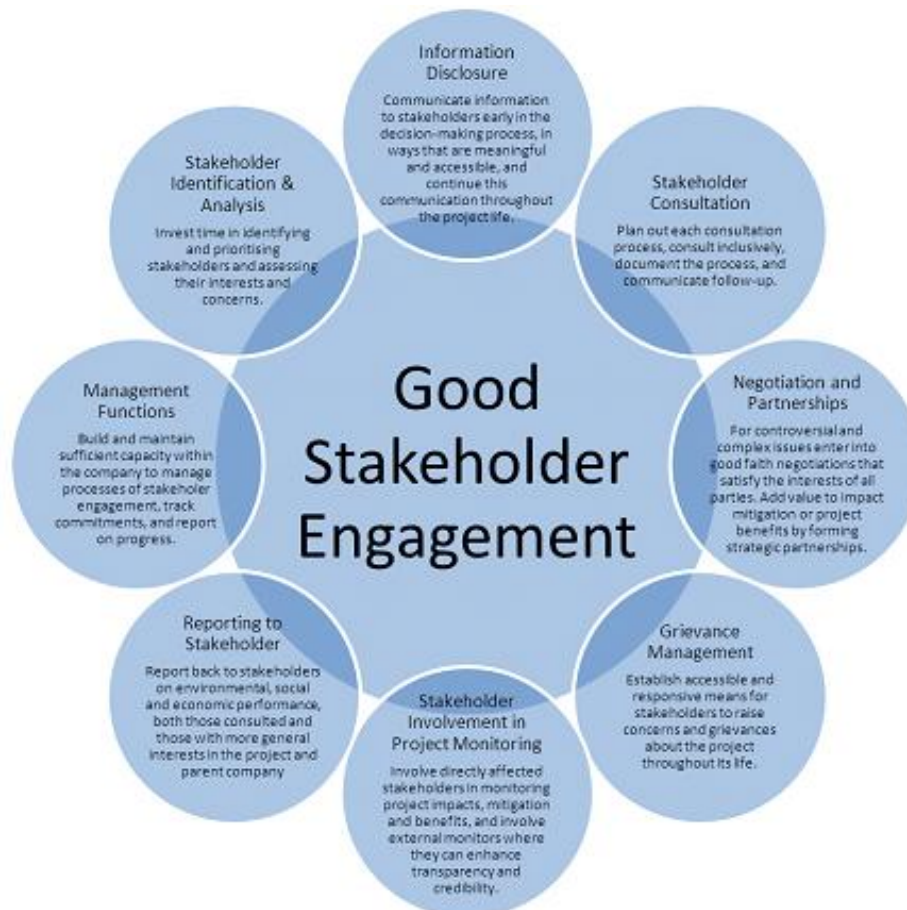 Information
Disclosure
Communicate information
to stakeholders early in the
decision-making process, in
ways that are meaningful
and accessible, and
continue this
communication throughout
the project life.
Stakeholder
Consultation
Plan out each consultation
process, consult inclusively,
document the process, and
communicate follow-up.
Negotiation and
Partnerships
For controversial and
complex issues enter into
good faith negotiations that
satisfy the interests of all
parties. Add value to impact
mitigation or project
benefits by forming
strategic partnerships.
Grievance
Management
Establish accessible and
responsive means for
stakeholders to raise
concerns and grievances
about the project
throughout its life.
Stakeholder
Involvement in
Project Monitoring
Involve directly affected
stakeholders in monitoring
project impacts, mitigation
and benefits, and involve
external monitors where
they can enhance
transparency and
credibility.
Reporting to
Stakeholder
Report back to stakeholders
on environmental, social
and economic performance,
both those consulted and
those with more general
interests in the project and
parent company
Management
Functions
Build and maintain
sufficient capacity within
the company to manage
processes of stakeholer
engagement, track
commitments, and report
on progress.
Stakeholder
Identification &
Analysis
Invest time in identifying
and prioritising
stakeholders and assessing
their interests and
concerns.
Good
Stakeholder
Engagement